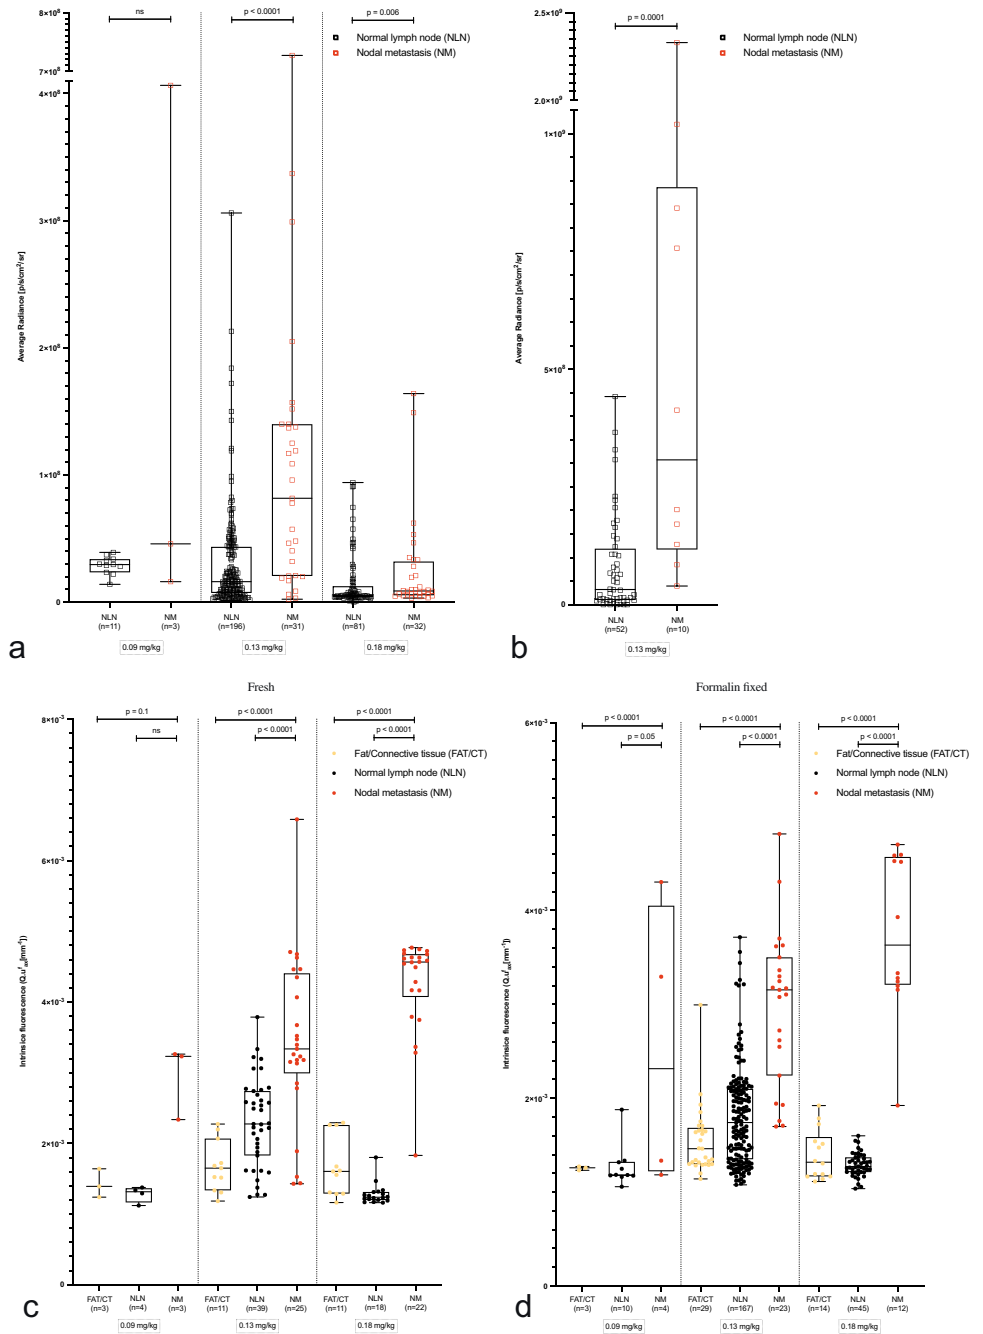 8×10⁸
7×10⁸
4×10⁸
3×10⁸
2×10⁸
1×10⁸
0
Average Radiance [p/s/cm²/sr]
ns
p < 0.0001
p = 0.006
Normal lymph node (NLN)
Nodal metastasis (NM)
NLN
(n=11)
NM
(n=3)
NLN
(n=196)
NM
(n=31)
NLN
(n=81)
NM
(n=32)
0.09 mg/kg
0.13 mg/kg
0.18 mg/kg
a
2.5×10⁹
2.0×10⁹
1×10⁹
5×10⁸
0
Average Radiance [p/s/cm²/sr]
p = 0.0001
Normal lymph node (NLN)
Nodal metastasis (NM)
NLN
(n=52)
NM
(n=10)
0.13 mg/kg
b
Fresh
8×10⁻³
6×10⁻³
4×10⁻³
2×10⁻³
0
p = 0.1
ns
p < 0.0001
p < 0.0001
p < 0.0001
p < 0.0001
Fat/Connective tissue (FAT/CT)
Normal lymph node (NLN)
Nodal metastasis (NM)
FAT/CT
(n=3)
NLN
(n=4)
NM
(n=3)
FAT/CT
(n=11)
NLN
(n=39)
NM
(n=25)
FAT/CT
(n=11)
NLN
(n=18)
NM
(n=22)
0.09 mg/kg
0.13 mg/kg
0.18 mg/kg
c
Formalin fixed
6×10⁻³
4×10⁻³
2×10⁻³
0
p < 0.0001
p = 0.05
p < 0.0001
p < 0.0001
p < 0.0001
p < 0.0001
Fat/Connective tissue (FAT/CT)
Normal lymph node (NLN)
Nodal metastasis (NM)
FAT/CT
(n=3)
NLN
(n=10)
NM
(n=4)
FAT/CT
(n=29)
NLN
(n=167)
NM
(n=23)
FAT/CT
(n=14)
NLN
(n=45)
NM
(n=12)
0.09 mg/kg
0.13 mg/kg
0.18 mg/kg
d